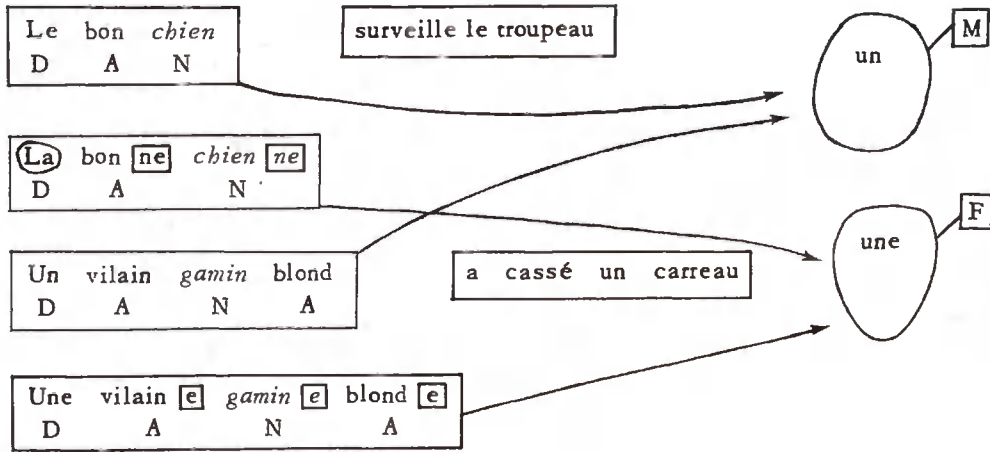 Le bon chien
D A N
surveille le troupeau
un
M
La bon ne chien ne
D A N
une
F
Un vilain gamin blond
D A N A
a cassé un carreau
Une vilain e gamin e blond e
D A N A